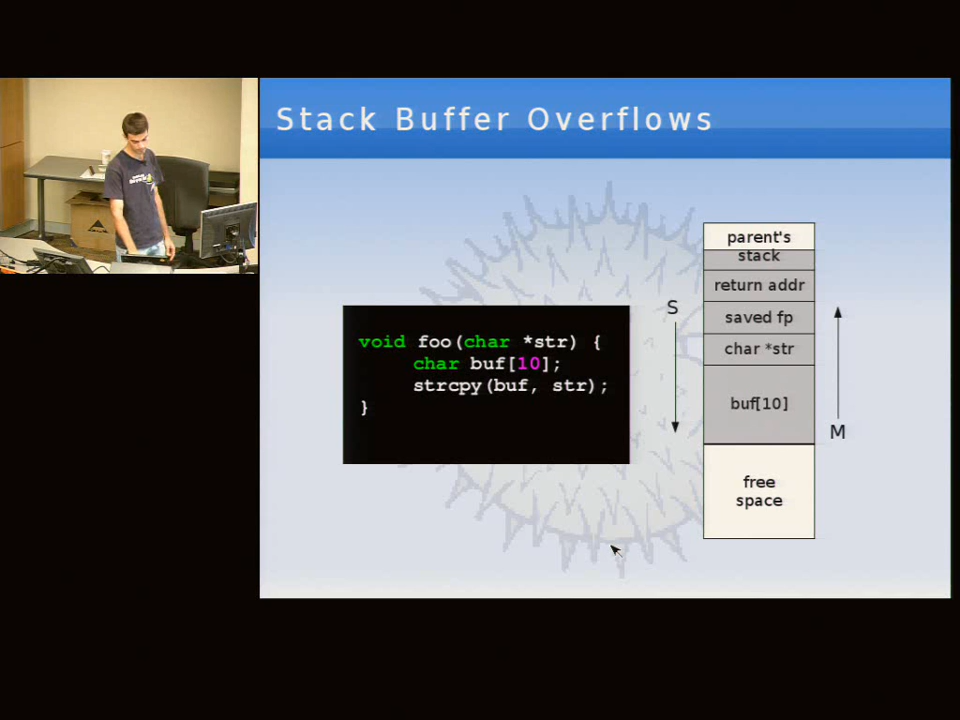 Stack Buffer Overflows
void foo(char *str) {
char buf[10];
strcpy(buf, str);
}
S
parent's
stack
return addr
saved fp
char *str
buf[10]
free
space
M